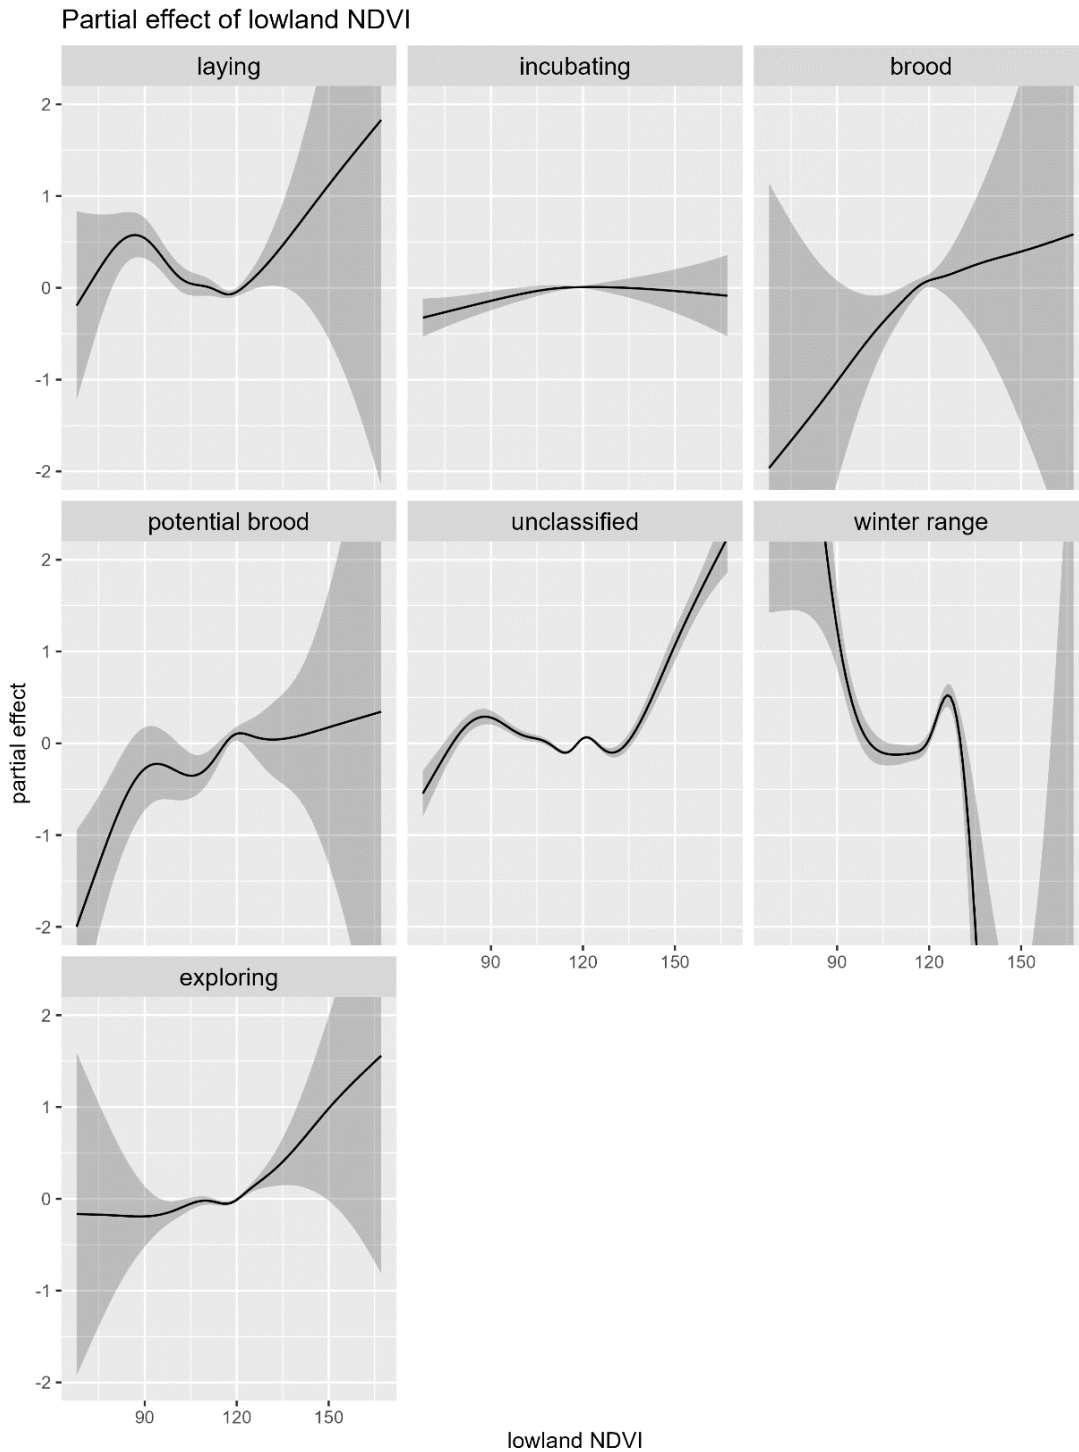 Partial effect of lowland NDVI
laying
incubating
brood
2
1
0
-1
-2
potential brood
unclassified
winter range
2
1
0
-1
-2
90
120
150
90
120
150
partial effect
exploring
2
1
0
-1
-2
90
120
150
lowland NDVI